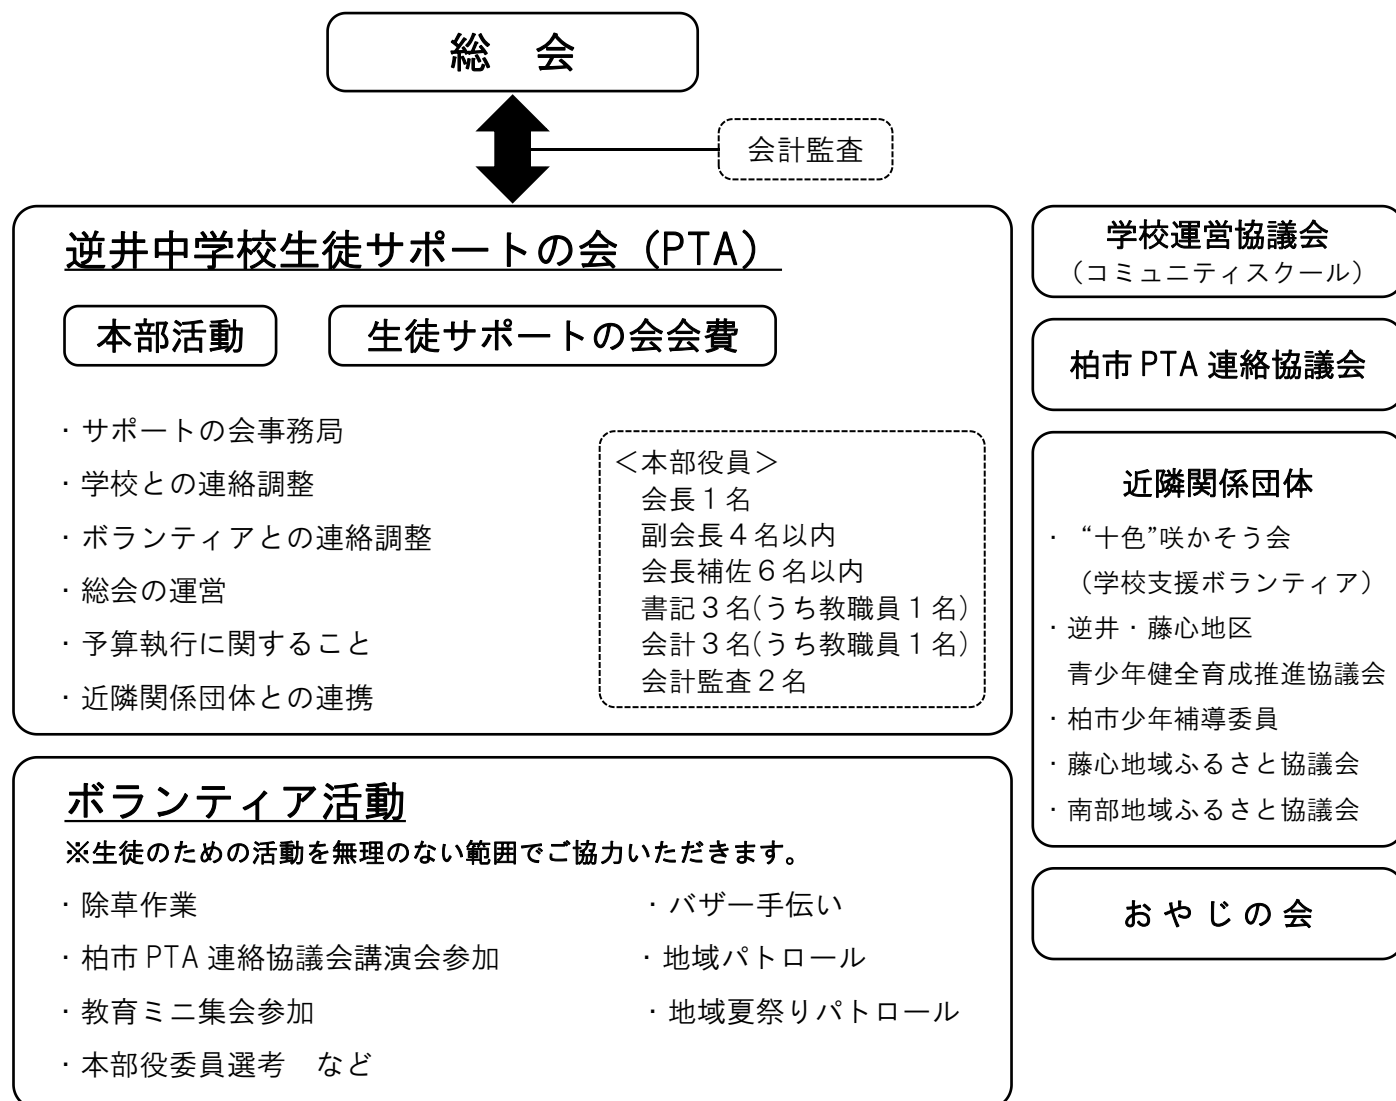 総　会
会計監査
逆井中学校生徒サポートの会（PTA）
本部活動
生徒サポートの会会費
・サポートの会事務局
・学校との連絡調整
・ボランティアとの連絡調整
・総会の運営
・予算執行に関すること
・近隣関係団体との連携
＜本部役員＞
会長１名
副会長４名以内
会長補佐６名以内
書記３名(うち教職員１名)
会計３名(うち教職員１名)
会計監査２名
ボランティア活動
※生徒のための活動を無理のない範囲でご協力いただきます。
・除草作業
・柏市 PTA 連絡協議会講演会参加
・教育ミニ集会参加
・本部役委員選考　など
・バザー手伝い
・地域パトロール
・地域夏祭りパトロール
学校運営協議会
（コミュニティスクール）
柏市 PTA 連絡協議会
近隣関係団体
・“十色”咲かそう会
（学校支援ボランティア）
・逆井・藤心地区
青少年健全育成推進協議会
・柏市少年補導委員
・藤心地域ふるさと協議会
・南部地域ふるさと協議会
おやじの会